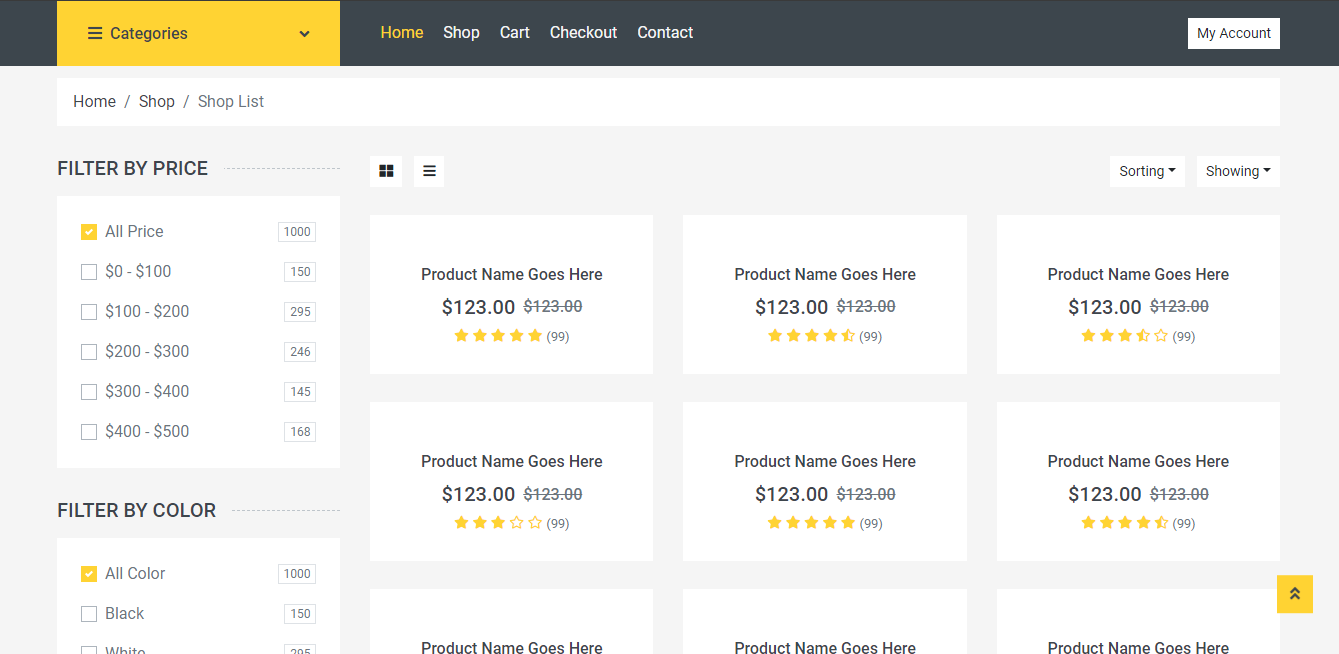 Categories
Home Shop Cart Checkout Contact
My Account
Home / Shop / Shop List
FILTER BY PRICE
All Price 1000
$0 - $100 150
$100 - $200 295
$200 - $300 246
$300 - $400 145
$400 - $500 168
FILTER BY COLOR
All Color 1000
Black 150
White 295
Sorting Showing
Product Name Goes Here
$123.00 $123.00
(99)
Product Name Goes Here
$123.00 $123.00
(99)
Product Name Goes Here
$123.00 $123.00
(99)
Product Name Goes Here
$123.00 $123.00
(99)
Product Name Goes Here
$123.00 $123.00
(99)
Product Name Goes Here
$123.00 $123.00
(99)
Product Name Goes Here
Product Name Goes Here
Product Name Goes Here